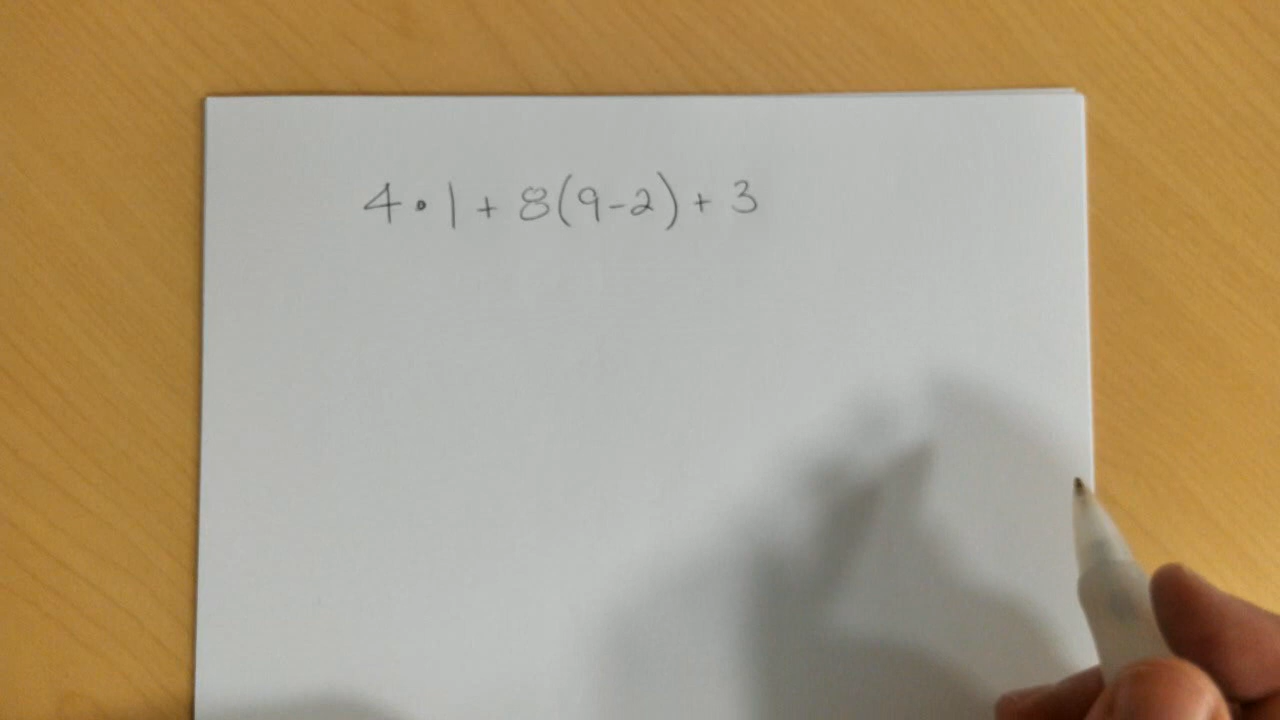 4•1 + 8(9-2) + 3